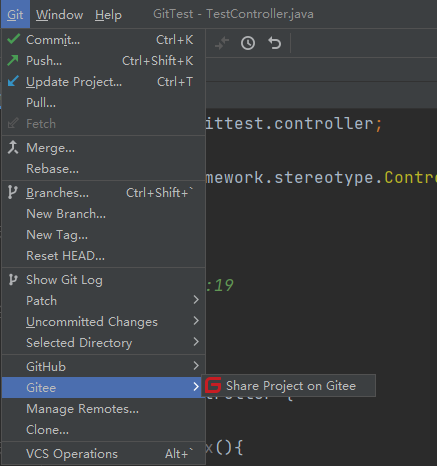 Git Window Help GitTest - TestController.java
Commit... Ctrl+K
Push... Ctrl+Shift+K
Update Project... Ctrl+T
Pull...
Fetch
ittest.controller;
Merge...
Rebase...
mework.stereotype.Contro
Branches... Ctrl+Shift+`
New Branch...
New Tag...
Reset HEAD...
Show Git Log
:19
Patch
Uncommitted Changes
Selected Directory
GitHub
Gitee
Share Project on Gitee
Manage Remotes...
Clone...
VCS Operations Alt+`
x(){